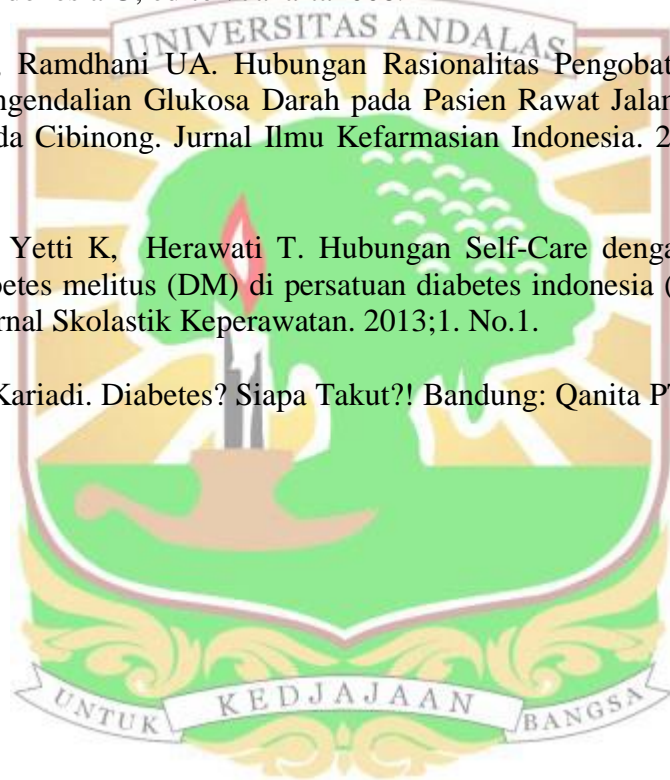 UNIVERSITAS ANDALAS
. Ramdhani UA. Hubungan Rasionalitas Pengobat
ngendalian Glukosa Darah pada Pasien Rawat Jalan
da Cibinong. Jurnal Ilmu Kefarmasian Indonesia. 2
Yetti K, Herawati T. Hubungan Self-Care denga
betes melitus (DM) di persatuan diabetes indonesia (
rnal Skolastik Keperawatan. 2013;1. No.1.
Kariadi. Diabetes? Siapa Takut?! Bandung: Qanita PT
UNTUK KEDJAJAAN BANGSA